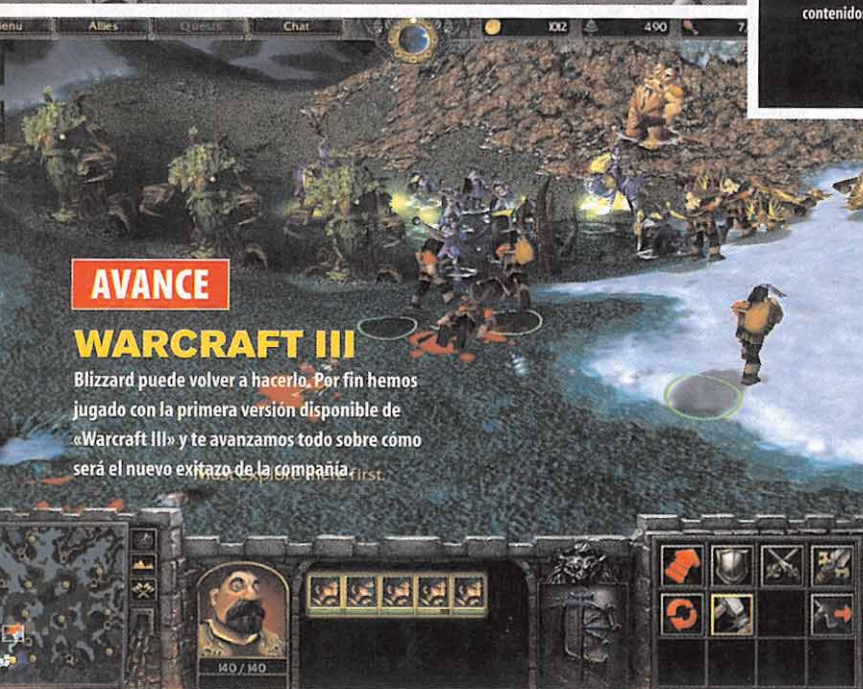 contenido
Allies
Quests
Chat
1012
490
AVANCE
WARCRAFT III
Blizzard puede volver a hacerlo. Por fin hemos
jugado con la primera versión disponible de
«Warcraft III» y te avanzamos todo sobre cómo
será el nuevo exitazo de la compañía.
first.
140 / 140